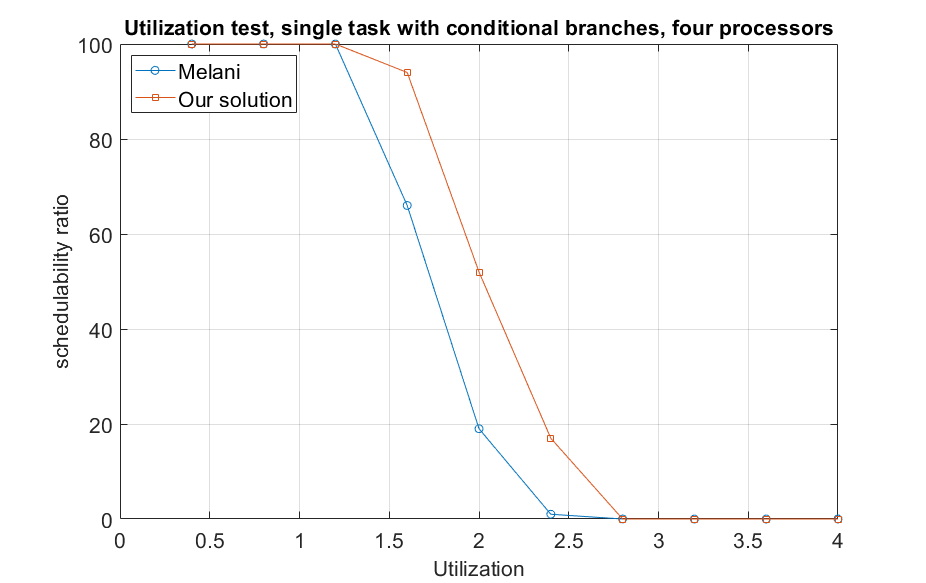 Utilization test, single task with conditional branches, four processors
Melani
Our solution
schedulability ratio
100
80
60
40
20
0
0 0.5 1 1.5 2 2.5 3 3.5 4
Utilization